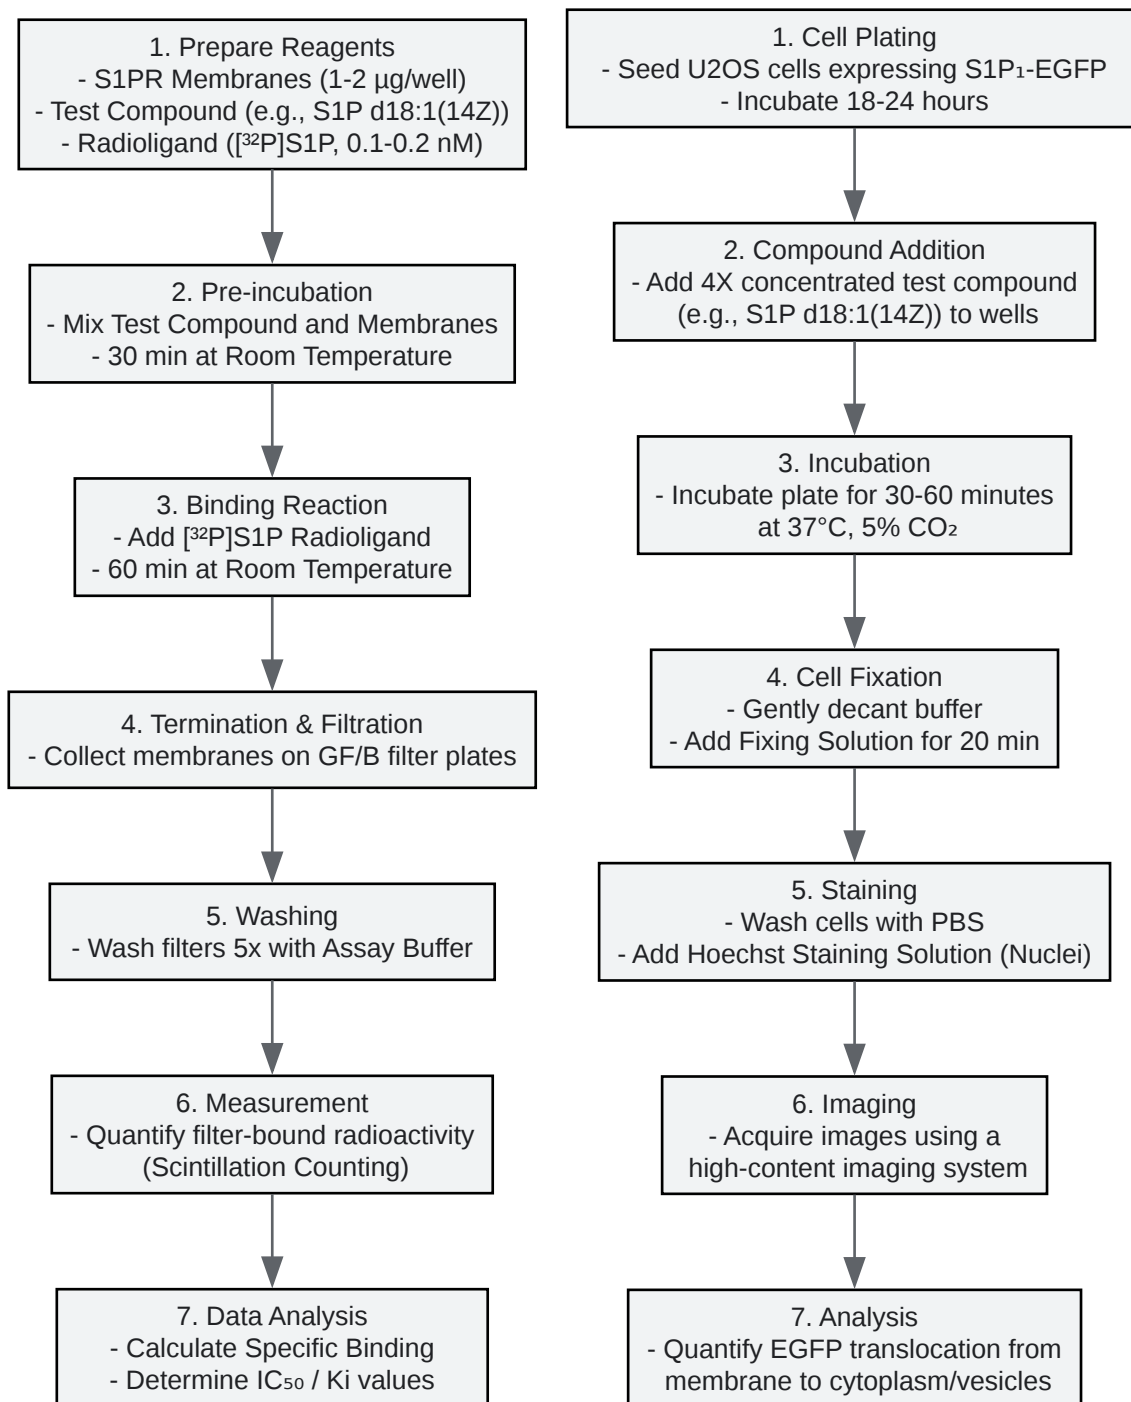 1. Prepare Reagents
- S1PR Membranes (1-2 µg/well)
- Test Compound (e.g., S1P d18:1(14Z))
- Radioligand ([³²P]S1P, 0.1-0.2 nM)
2. Pre-incubation
- Mix Test Compound and Membranes
- 30 min at Room Temperature
3. Binding Reaction
- Add [³²P]S1P Radioligand
- 60 min at Room Temperature
4. Termination & Filtration
- Collect membranes on GF/B filter plates
5. Washing
- Wash filters 5x with Assay Buffer
6. Measurement
- Quantify filter-bound radioactivity
(Scintillation Counting)
7. Data Analysis
- Calculate Specific Binding
- Determine IC₅₀ / Ki values
1. Cell Plating
- Seed U2OS cells expressing S1P₁-EGFP
- Incubate 18-24 hours
2. Compound Addition
- Add 4X concentrated test compound
(e.g., S1P d18:1(14Z)) to wells
3. Incubation
- Incubate plate for 30-60 minutes
at 37°C, 5% CO₂
4. Cell Fixation
- Gently decant buffer
- Add Fixing Solution for 20 min
5. Staining
- Wash cells with PBS
- Add Hoechst Staining Solution (Nuclei)
6. Imaging
- Acquire images using a
high-content imaging system
7. Analysis
- Quantify EGFP translocation from
membrane to cytoplasm/vesicles